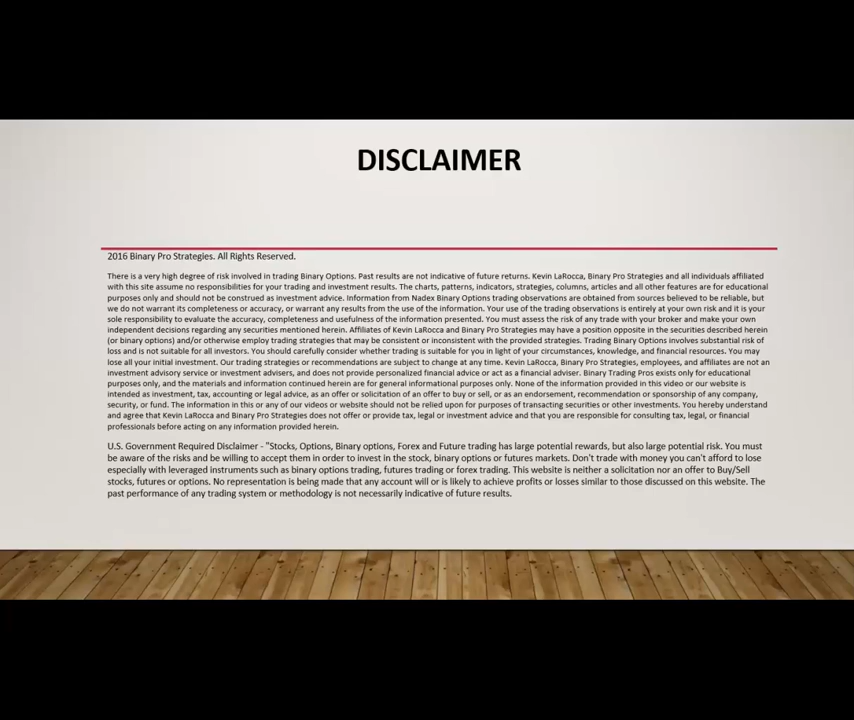 DISCLAIMER
2016 Binary Pro Strategies. All Rights Reserved.
There is a very high degree of risk involved in trading Binary Options. Past results are not indicative of future returns. Kevin LaRocca, Binary Pro Strategies and all individuals affiliated
with this site assume no responsibilities for your trading and investment results. The charts, patterns, indicators, strategies, columns, articles and all other features are for educational
purposes only and should not be construed as investment advice. Information from Nadex Binary Options trading observations are obtained from sources believed to be reliable, but
we do not warrant its completeness or accuracy, or warrant any results from the use of the information. Your use of the trading observations is entirely at your own risk and it is your
sole responsibility to evaluate the accuracy, completeness and usefulness of the information presented. You must assess the risk of any trade with your broker and make your own
independent decisions regarding any securities mentioned herein. Affiliates of Kevin LaRocca and Binary Pro Strategies may have a position opposite in the securities described herein
(or binary options) and/or otherwise employ trading strategies that may be consistent or inconsistent with the provided strategies. Trading Binary Options involves substantial risk of
loss and is not suitable for all investors. You should carefully consider whether trading is suitable for you in light of your circumstances, knowledge, and financial resources. You may
lose all your initial investment. Our trading strategies or recommendations are subject to change at any time. Kevin LaRocca, Binary Pro Strategies, employees, and affiliates are not an
investment advisory service or investment advisers, and does not provide personalized financial advice or act as a financial adviser. Binary Trading Pros exists only for educational
purposes only, and the materials and information continued herein are for general informational purposes only. None of the information provided in this video or our website is
intended as investment, tax, accounting or legal advice, as an offer or solicitation of an offer to buy or sell, or as an endorsement, recommendation or sponsorship of any company,
security, or fund. The information in this or any of our videos or website should not be relied upon for purposes of transacting securities or other investments. You hereby understand
and agree that Kevin LaRocca and Binary Pro Strategies does not offer or provide tax, legal or investment advice and that you are responsible for consulting tax, legal, or financial
professionals before acting on any information provided herein.
U.S. Government Required Disclaimer - "Stocks, Options, Binary options, Forex and Future trading has large potential rewards, but also large potential risk. You must
be aware of the risks and be willing to accept them in order to invest in the stock, binary options or futures markets. Don't trade with money you can't afford to lose
especially with leveraged instruments such as binary options trading, futures trading or forex trading. This website is neither a solicitation nor an offer to Buy/Sell
stocks, futures or options. No representation is being made that any account will or is likely to achieve profits or losses similar to those discussed on this website. The
past performance of any trading system or methodology is not necessarily indicative of future results.